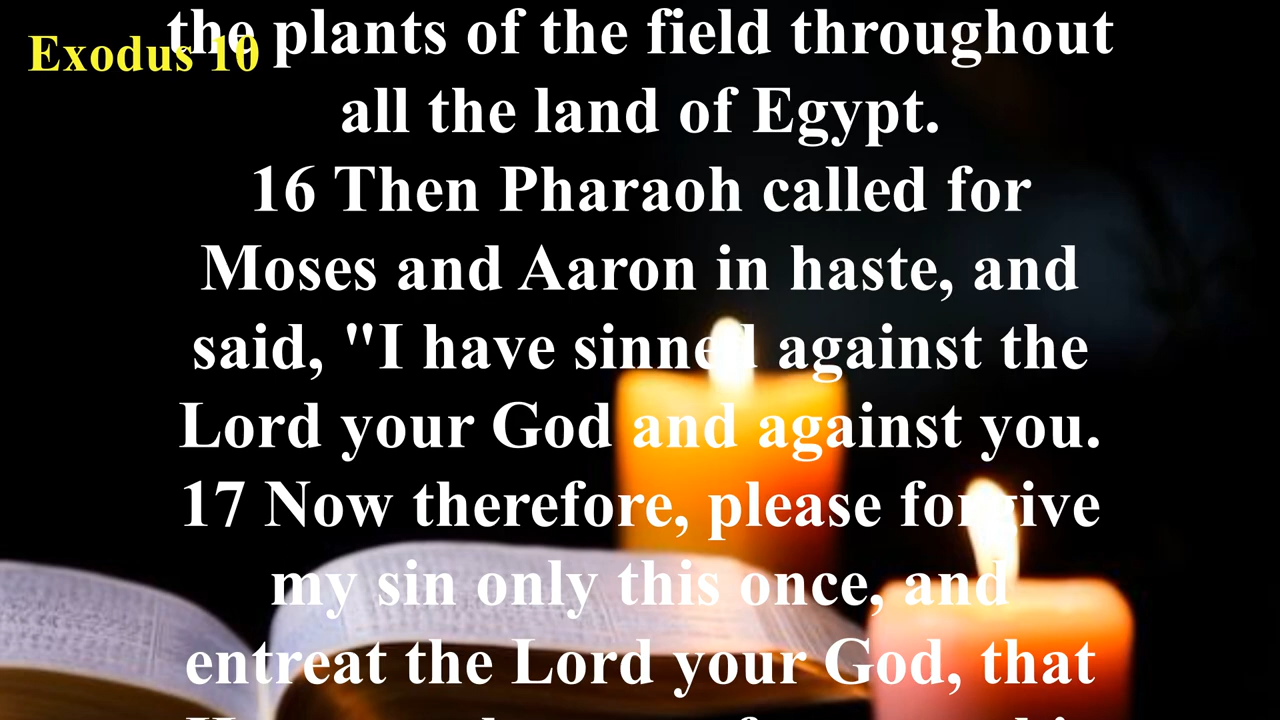 Exodus 10
the plants of the field throughout
all the land of Egypt.
16 Then Pharaoh called for
Moses and Aaron in haste, and
said, "I have sinned against the
Lord your God and against you.
17 Now therefore, please forgive
my sin only this once, and
entreat the Lord your God, that